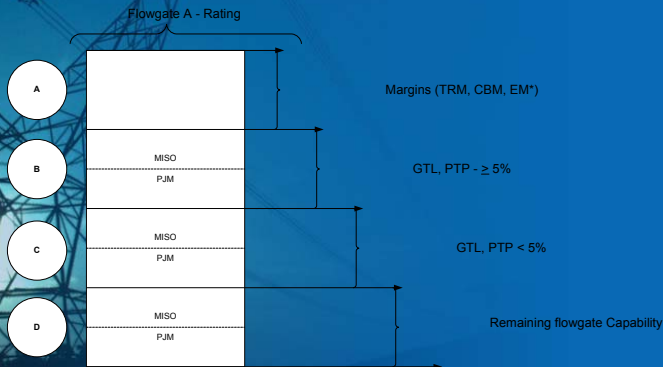 Flowgate A - Rating
A
Margins (TRM, CBM, EM*)
B
MISO
PJM
GTL, PTP - ≥ 5%
C
MISO
PJM
GTL, PTP < 5%
D
MISO
PJM
Remaining flowgate Capability